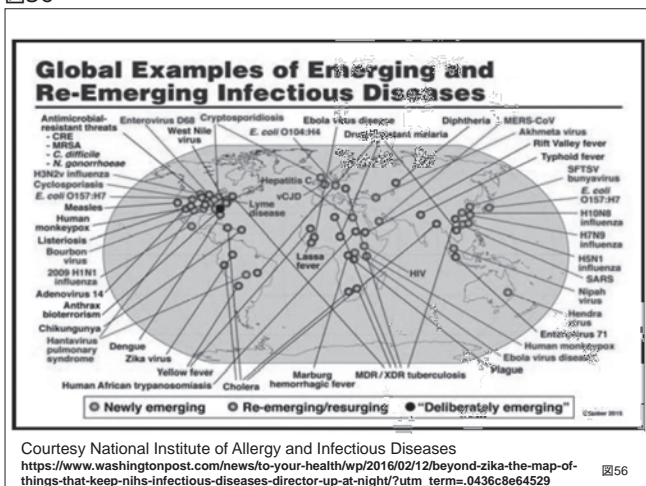 Global Examples of Emerging and
Re-Emerging Infectious Diseases
Antimicrobial-
resistant threats
- CRE
- MRSA
- C. difficile
- N. gonorrhoeae
H3N2v influenza
Cyclosporiasis
E. coli O157:H7
Measles
Human
monkeypox
Listeriosis
Bourbon
virus
2009 H1N1
influenza
Adenovirus 14
Anthrax
bioterrorism
Chikungunya
Hantavirus
pulmonary
syndrome
Enterovirus D68
West Nile
virus
Cryptosporidiosis
E. coli O104:H4
Ebola virus disease
Drug-resistant malaria
Diphtheria
MERS-CoV
Akhmeta virus
Rift Valley fever
Typhoid fever
SFTSV
bunyavirus
E. coli
O157:H7
H10N8
influenza
H7N9
influenza
H5N1
influenza
SARS
Nipah
virus
Hendra
virus
Enterovirus 71
Human monkeypox
Ebola virus disease
Plague
Hepatitis C
vCJD
Lyme
disease
Lassa
fever
HIV
Dengue
Zika virus
Yellow fever
Human African trypanosomiasis
Cholera
Marburg
hemorrhagic fever
MDR/XDR tuberculosis
Newly emerging
Re-emerging/resurging
"Deliberately emerging"
Courtesy National Institute of Allergy and Infectious Diseases
https://www.washingtonpost.com/news/to-your-health/wp/2016/02/12/beyond-zika-the-map-of-
things-that-keep-nihs-infectious-diseases-director-up-at-night/?utm_term=.0436c8e64529
図56